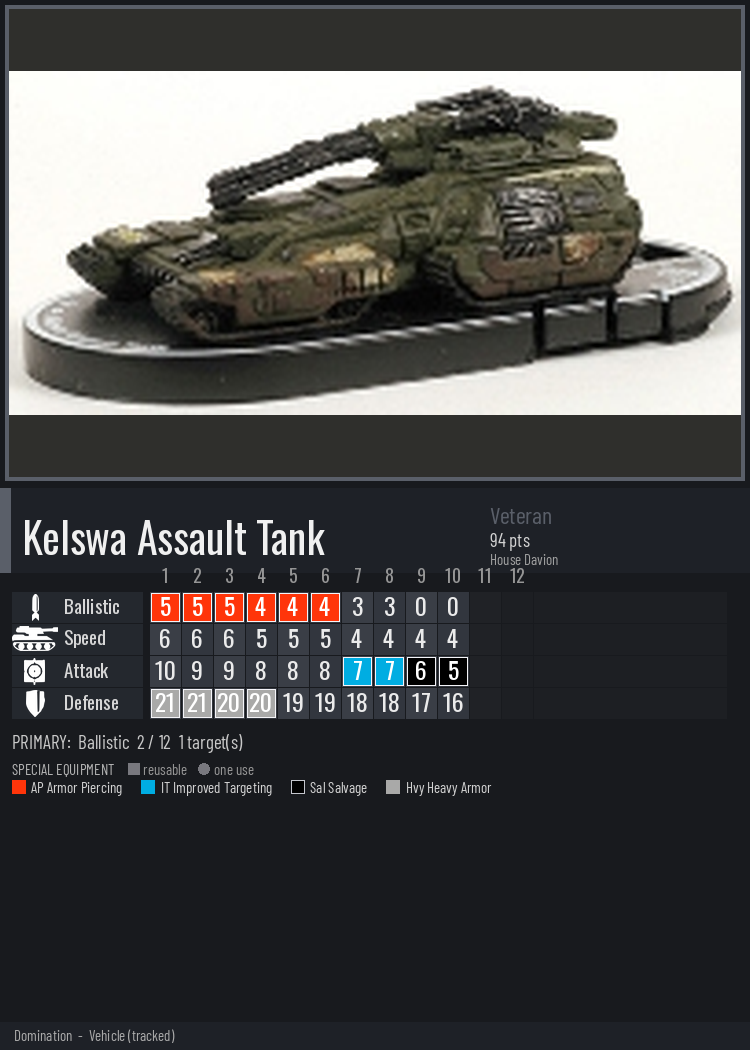 Kelswa Assault Tank
Veteran
94 pts
House Davion
1 2 3 4 5 6 7 8 9 10 11 12
Ballistic 5 5 5 4 4 4 3 3 0 0
Speed 6 6 6 5 5 5 4 4 4 4
Attack 10 9 9 8 8 8 7 7 6 5
Defense 21 21 20 20 19 19 18 18 17 16
PRIMARY: Ballistic 2 / 12 1 target(s)
SPECIAL EQUIPMENT reusable one use
AP Armor Piercing IT Improved Targeting Sal Salvage Hvy Heavy Armor
Domination - Vehicle (tracked)